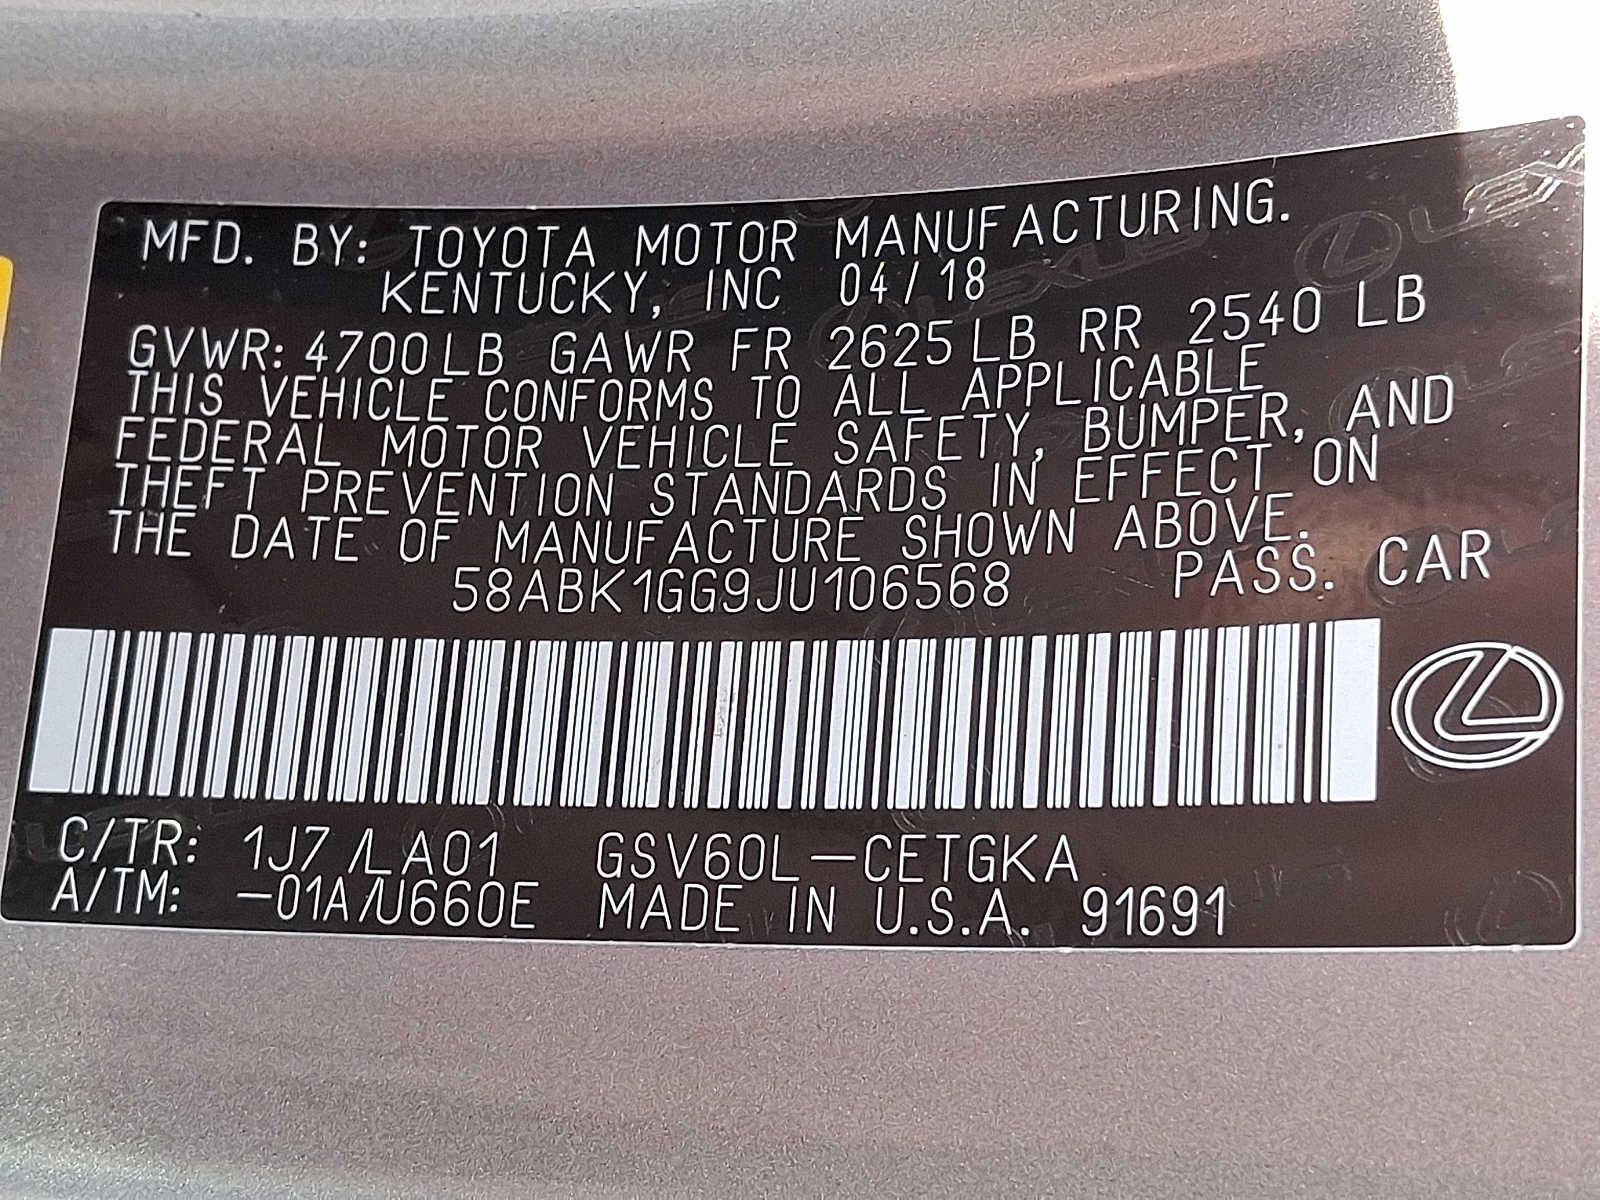 MFD. BY: TOYOTA MOTOR MANUFACTURING.
KENTUCKY, INC 04/18
GVWR: 4700LB GAWR FR 2625LB RR 2540 LB
THIS VEHICLE CONFORMS TO ALL APPLICABLE
FEDERAL MOTOR VEHICLE SAFETY, BUMPER, AND
THEFT PREVENTION STANDARDS IN EFFECT ON
THE DATE OF MANUFACTURE SHOWN ABOVE.
58ABK1GG9JU106568 PASS. CAR
C/TR: 1J7/LA01 GSV60L-CETGKA
A/TM: -01A/U660E MADE IN U.S.A. 91691